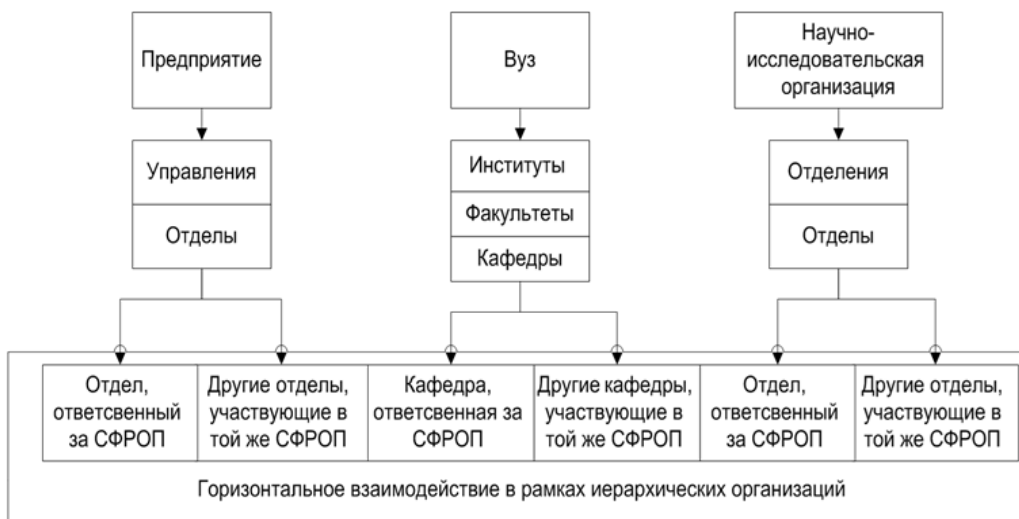 Предприятие
Вуз
Научно-
исследовательская
организация
Управления
Отделы
Институты
Факультеты
Кафедры
Отделения
Отделы
Отдел,
ответсвенный
за СФРОП
Другие отделы,
участвующие в
той же СФРОП
Кафедра,
ответсвенная за
СФРОП
Другие кафедры,
участвующие в
той же СФРОП
Отдел,
ответсвенный
за СФРОП
Другие отделы,
участвующие в
той же СФРОП
Горизонтальное взаимодействие в рамках иерархических организаций